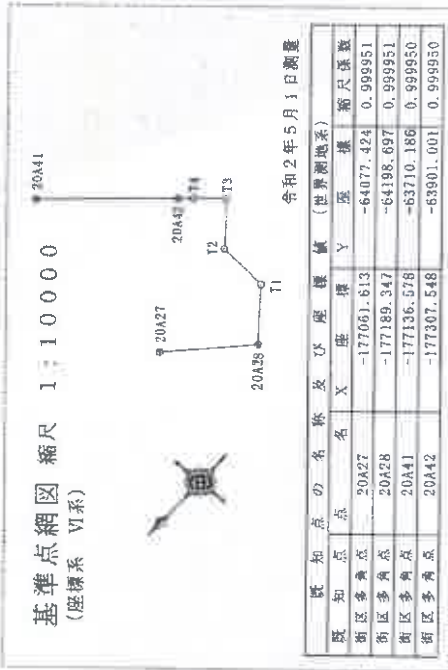 基準点網図 縮尺 1:10000
(座標系 VI系)
20A27
20A28
T1
T2
T3
T4
20A42
20A41
令和2年5月1日測量
既知点の名称及び座標値 (世界測地系)
既知点 点名 X座標 Y座標 縮尺係数
街区多角点 20A27 -177061.613 -64077.424 0.999951
街区多角点 20A28 -177189.347 -64198.697 0.999951
街区多角点 20A41 -177136.578 -63710.186 0.999950
街区多角点 20A42 -177307.548 -63901.001 0.999950